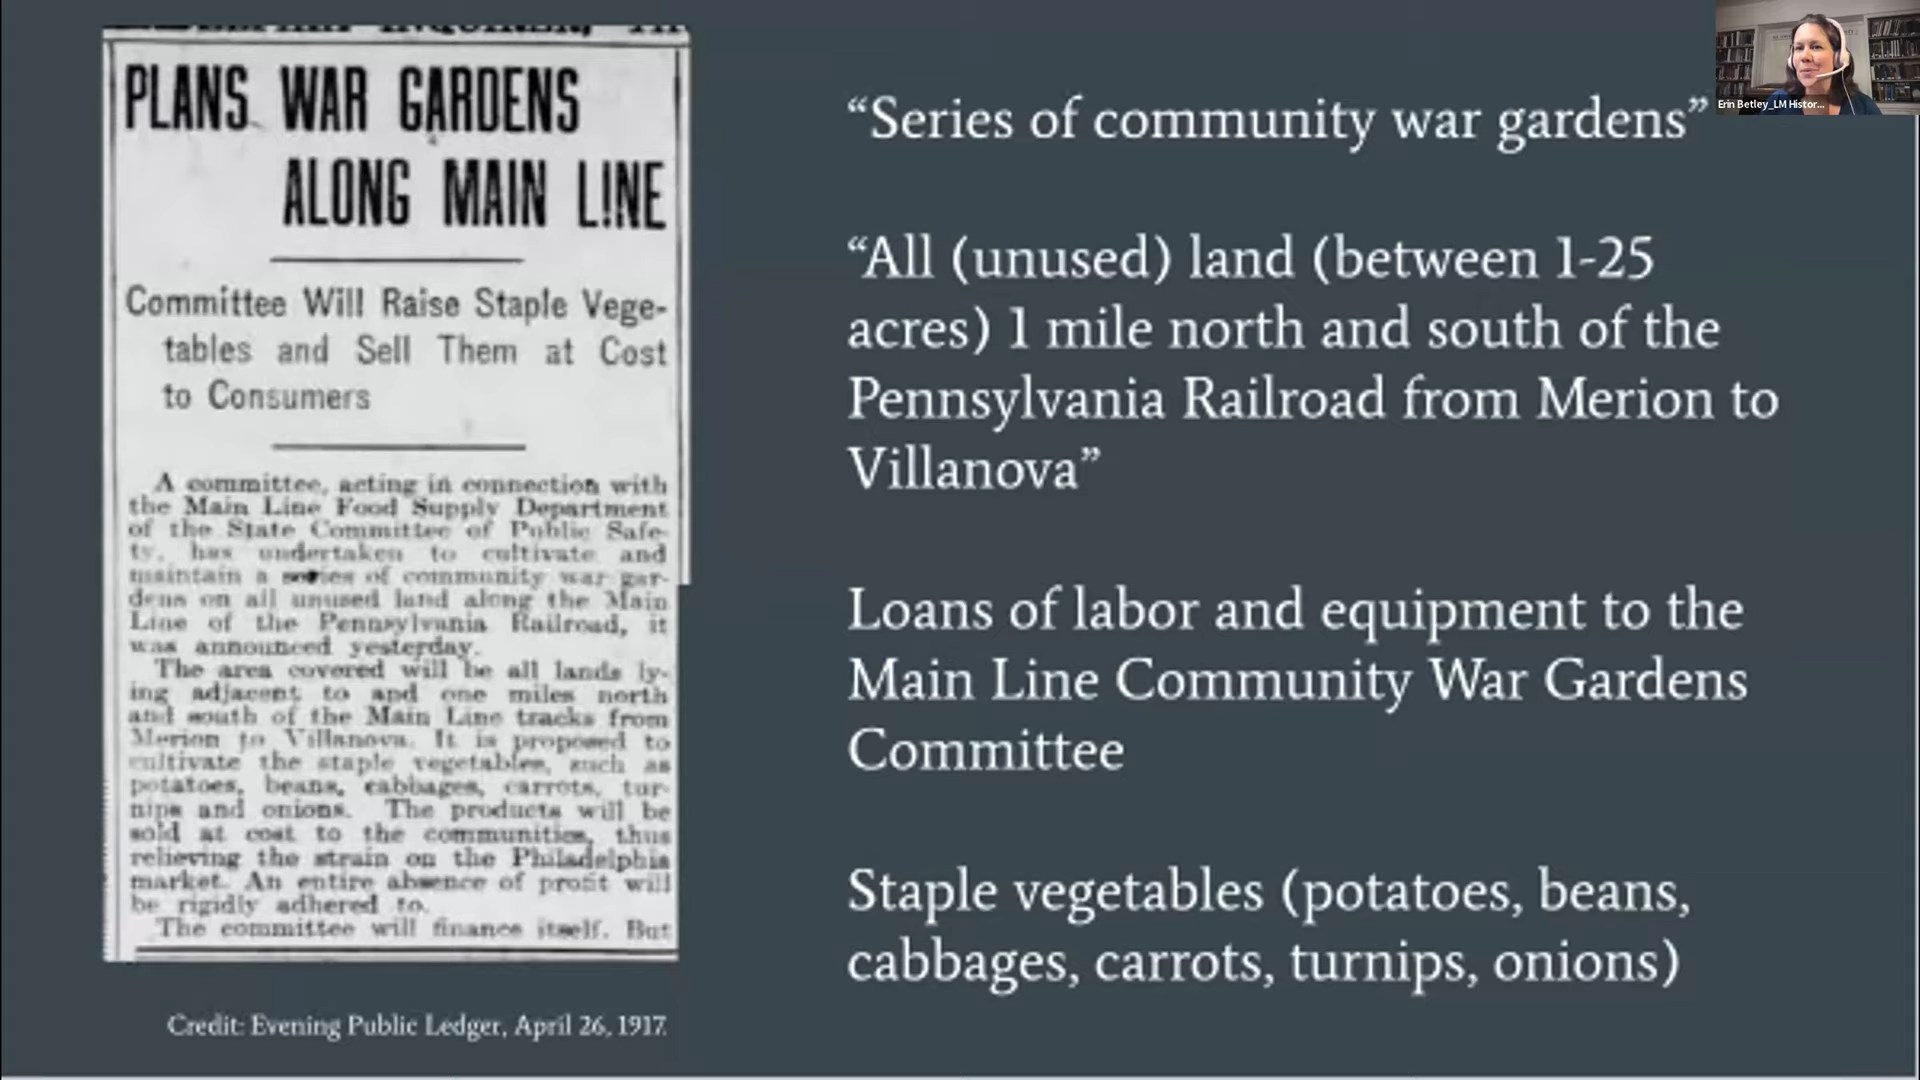 PLANS WAR GARDENS
ALONG MAIN LINE
Committee Will Raise Staple Vege-
tables and Sell Them at Cost
to Consumers
A committee, acting in connection with
the Main Line Food Supply Department
of the State Committee of Public Safe-
ty, has undertaken to cultivate and
maintain a series of community war gar-
dens on all unused land along the Main
Line of the Pennsylvania Railroad, it
was announced yesterday.
The area covered will be all lands ly-
ing adjacent to and one miles north
and south of the Main Line tracks from
Merion to Villanova. It is proposed to
cultivate the staple vegetables, such as
potatoes, beans, cabbages, carrots, tur-
nips and onions. The products will be
sold at cost to the communities, thus
relieving the strain on the Philadelphia
market. An entire absence of profit will
be rigidly adhered to.
The committee will finance itself. But
Credit: Evening Public Ledger, April 26, 1917.
“Series of community war gardens”
“All (unused) land (between 1-25
acres) 1 mile north and south of the
Pennsylvania Railroad from Merion to
Villanova”
Loans of labor and equipment to the
Main Line Community War Gardens
Committee
Staple vegetables (potatoes, beans,
cabbages, carrots, turnips, onions)
Erin Betley_LM Histor...